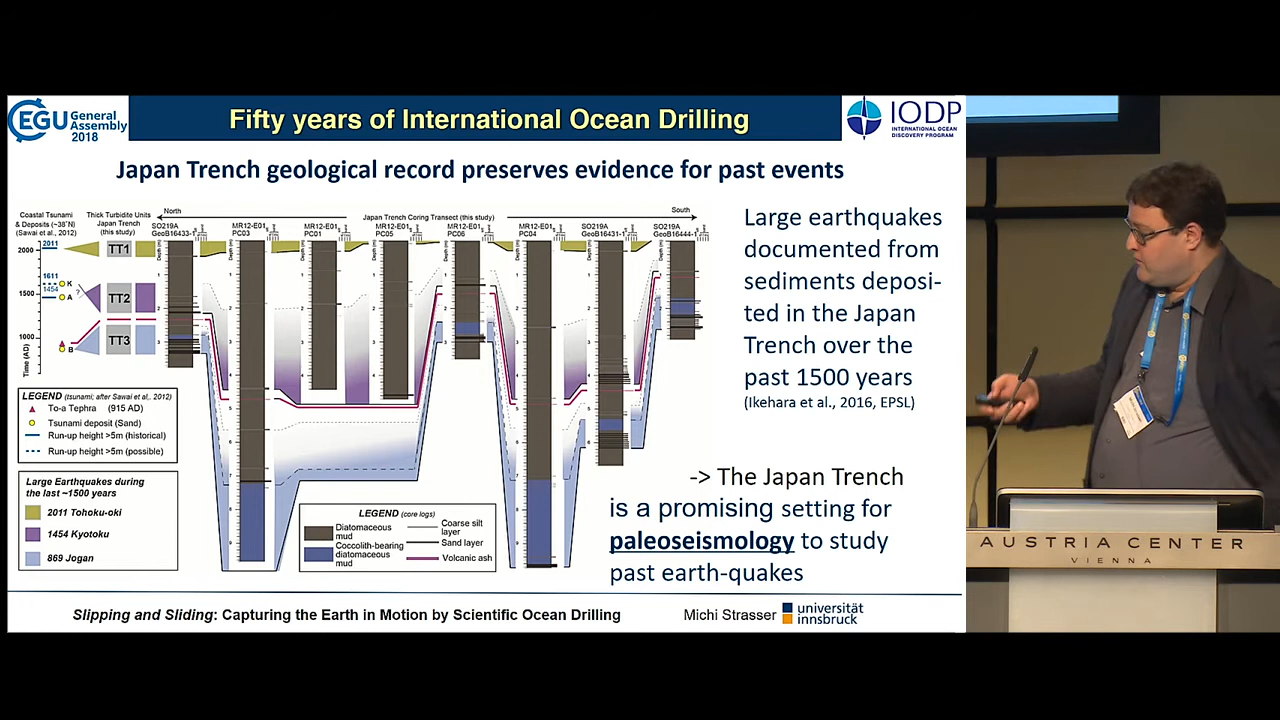 EGU General
Assembly
2018
Fifty years of International Ocean Drilling
IODP
INTERNATIONAL OCEAN
DISCOVERY PROGRAM
Japan Trench geological record preserves evidence for past events
North
Japan Trench Coring Transect (this study)
South
Coastal Tsunami
& Deposits (~38°N)
(Sawai et al., 2012)
Thick Turbidite Units
Japan Trench
(this study)
SO219A
GeoB16433-1
MR12-E01
PC03
MR12-E01
PC01
MR12-E01
PC05
MR12-E01
PC06
MR12-E01
PC04
SO219A
GeoB16431-1
SO219A
GeoB16444-1
2000
2011
TT1
1611
K
1454
1500
A
?
TT2
1000
B
TT3
Time (AD)
LEGEND (tsunami; after Sawai et al., 2012)
To-a Tephra (915 AD)
Tsunami deposit (Sand)
Run-up height >5m (historical)
Run-up height >5m (possible)
Large Earthquakes during
the last ~1500 years
2011 Tohoku-oki
1454 Kyotoku
869 Jogan
LEGEND (core logs)
Diatomaceous
mud
Coccolith-bearing
diatomaceous
mud
Coarse silt
layer
Sand layer
Volcanic ash
Large earthquakes
documented from
sediments deposi-
ted in the Japan
Trench over the
past 1500 years
(Ikehara et al., 2016, EPSL)
-> The Japan Trench
is a promising setting for
paleoseismology to study
past earth-quakes
Slipping and Sliding: Capturing the Earth in Motion by Scientific Ocean Drilling
Michi Strasser
universität
innsbruck
AUSTRIA CENTER
VIENNA